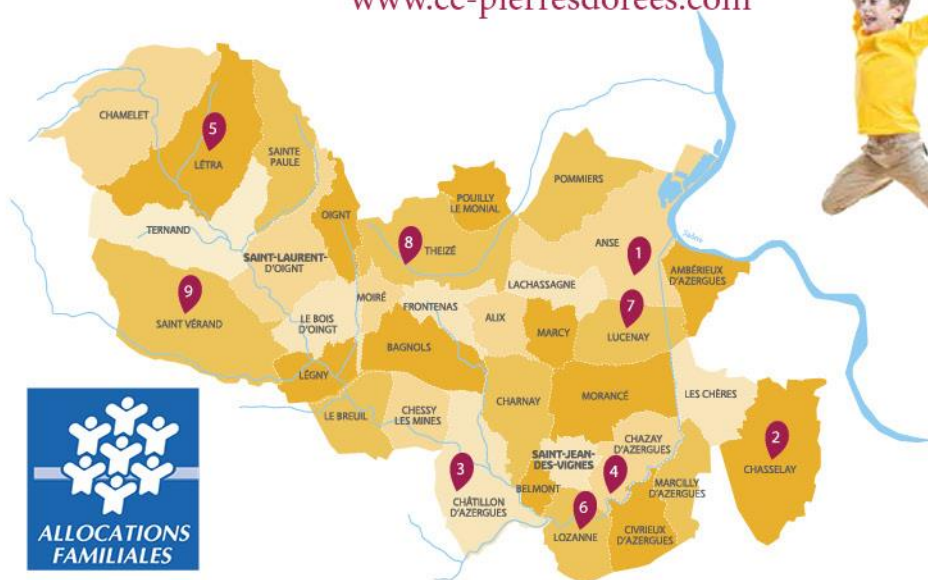 www.cc-pierresdorees.com
CHAMELET
5
LÉTRA
SAINTE
PAULE
POMMIERS
POUILLY
LE MONIAL
OIGNT
TERNAND
8
THEIZÉ
ANSE
1
Saône
SAINT-LAURENT-
D'OIGNT
AMBÉRIEUX
D'AZERGUES
LACHASSAGNE
9
SAINT VÉRAND
MOIRÉ
FRONTENAS
7
LUCENAY
LE BOIS
D'OINGT
ALIX
MARCY
BAGNOLS
LÉGNY
LES CHÈRES
CHARNAY
MORANCÉ
LE BREUIL
CHESSY
LES MINES
2
CHASSELAY
CHAZAY
D'AZERGUES
SAINT-JEAN-
DES-VIGNES
3
4
CHÂTILLON
D'AZERGUES
BELMONT
MARCILLY
D'AZERGUES
6
LOZANNE
CIVRIEUX
D'AZERGUES
ALLOCATIONS
FAMILIALES